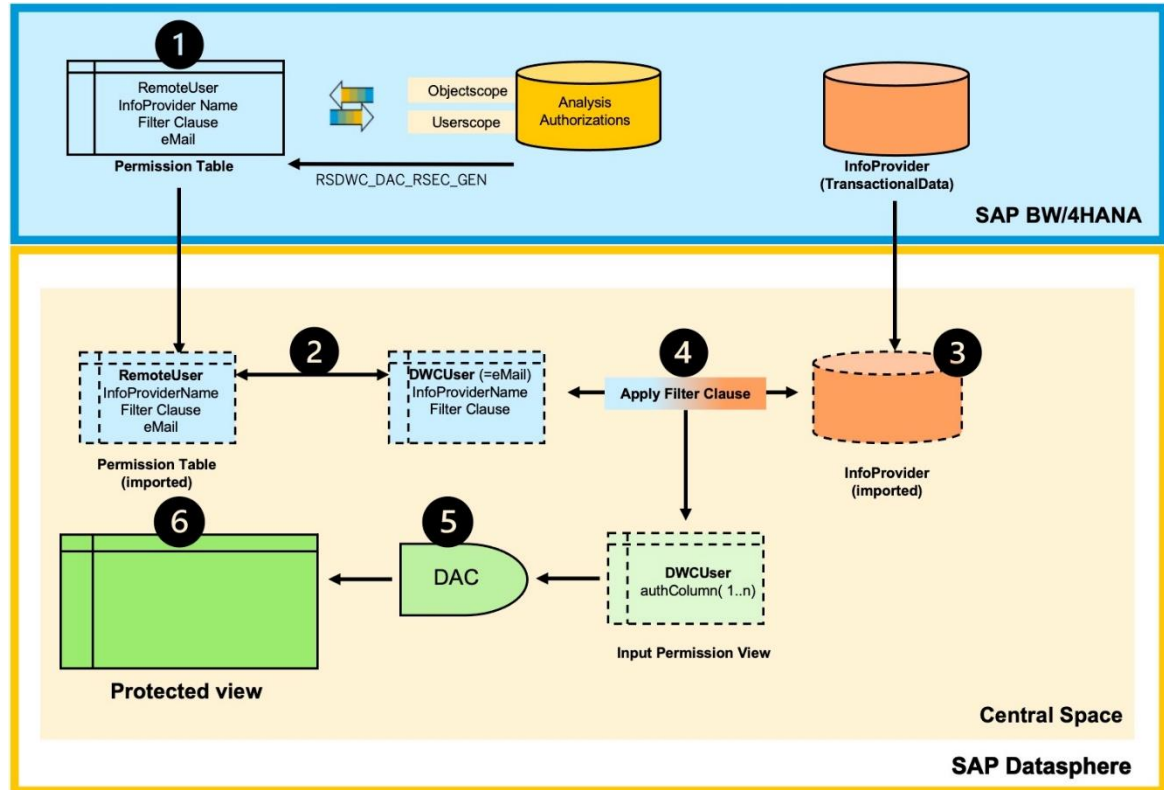 1
RemoteUser
InfoProvider Name
Filter Clause
eMail
Permission Table
Objectscope
Userscope
Analysis
Authorizations
RSDWC_DAC_RSEC_GEN
InfoProvider
(TransactionalData)
SAP BW/4HANA
2
RemoteUser
InfoProviderName
Filter Clause
eMail
Permission Table
(imported)
DWCUser (=eMail)
InfoProviderName
Filter Clause
4
Apply Filter Clause
3
InfoProvider
(imported)
6
Protected view
5
DAC
DWCUser
authColumn( 1..n)
Input Permission View
Central Space
SAP Datasphere